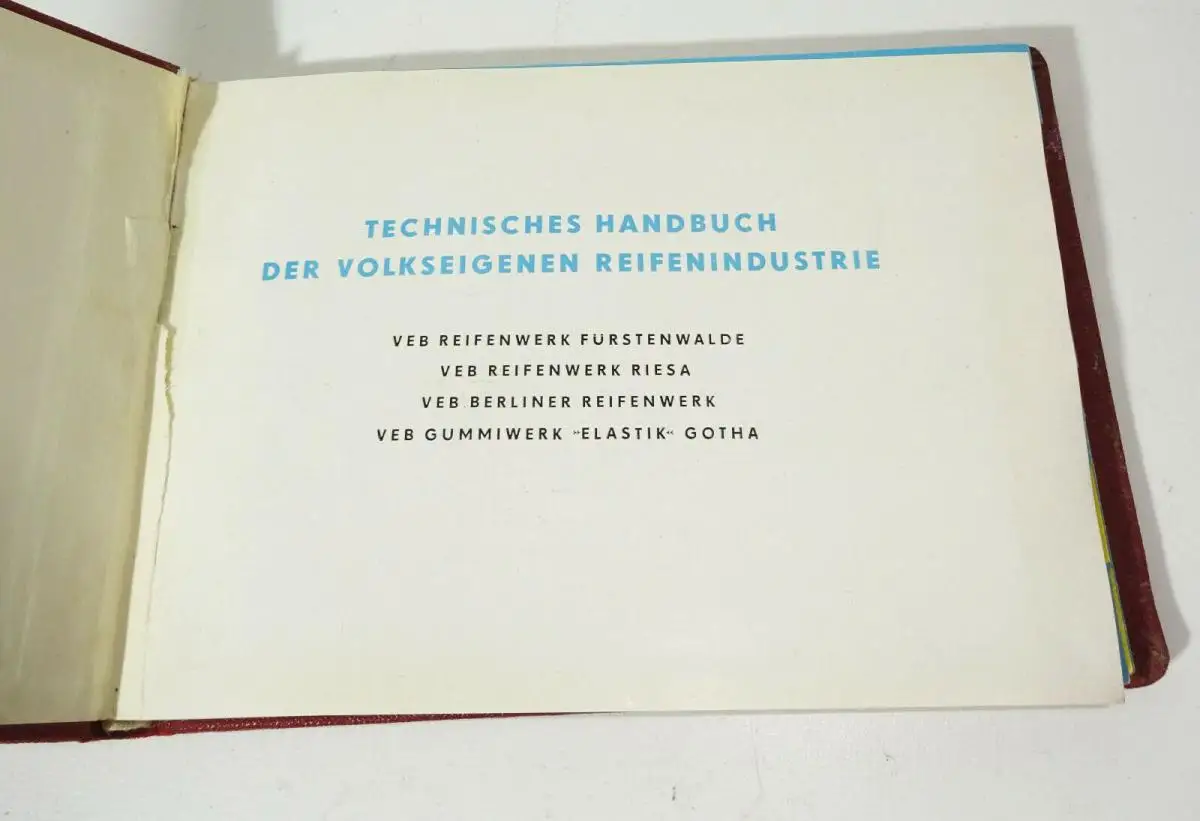 TECHNISCHES HANDBUCH
DER VOLKSEIGENEN REIFENINDUSTRIE
VEB REIFENWERK FÜRSTENWALDE
VEB REIFENWERK RIESA
VEB BERLINER REIFENWERK
VEB GUMMIWERK »ELASTIK« GOTHA